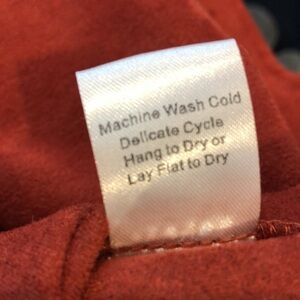 Machine Wash Cold
Delicate Cycle
Hang to Dry or
Lay Flat to Dry